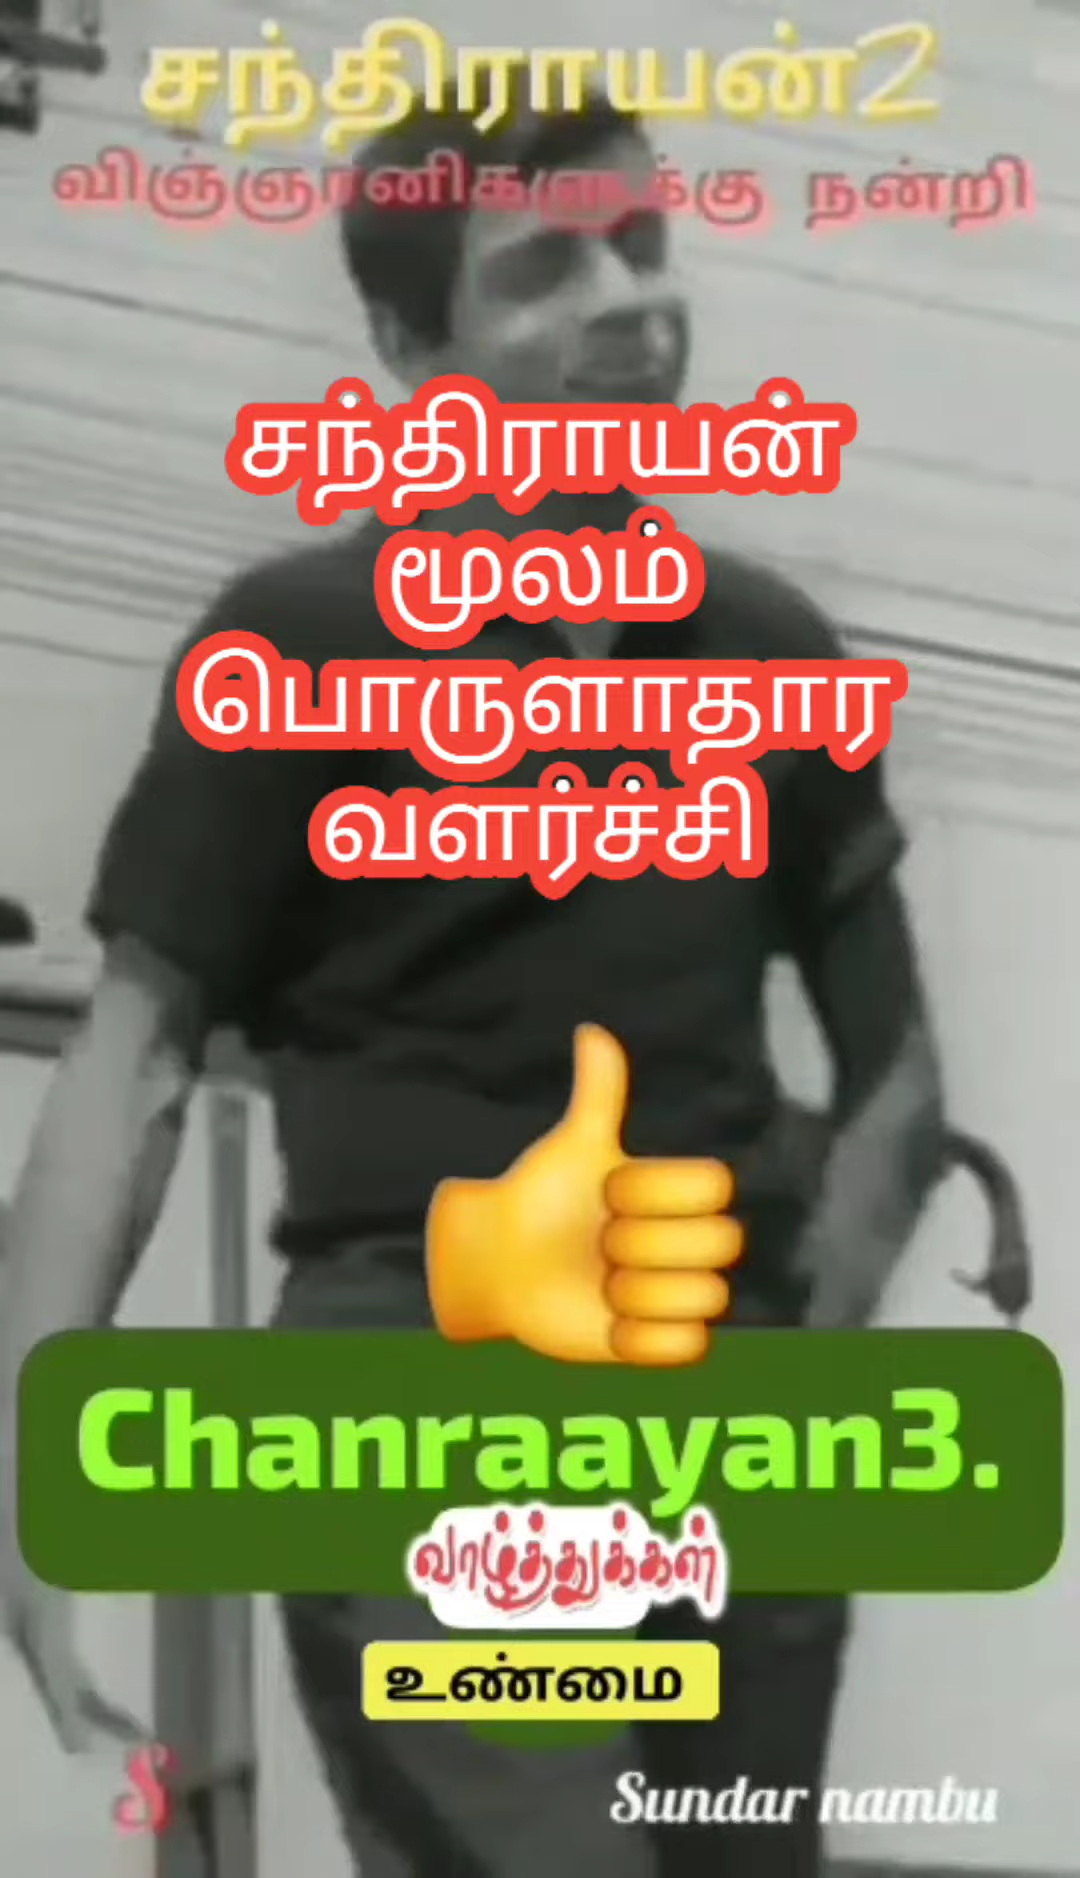 சந்திராயன்2
விஞ்ஞானிகளுக்கு நன்றி
சந்திராயன்
மூலம்
பொருளாதார
வளர்ச்சி
Chanraayan3.
வாழ்த்துக்கள்
உண்மை
S
Sundar nambu